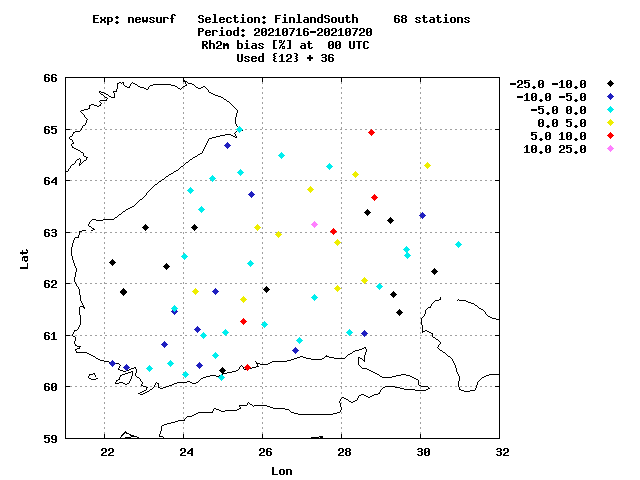 Exp: newsurf Selection: FinlandSouth 68 stations
Period: 20210716-20210720
Rh2m bias [%] at 00 UTC
Used {12} + 36
-25.0 -10.0
-10.0 -5.0
-5.0 0.0
0.0 5.0
5.0 10.0
10.0 25.0
66
65
64
63
62
61
60
59
Lat
22 24 26 28 30 32
Lon